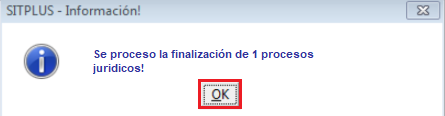 SITPLUS - Información!
Se proceso la finalización de 1 procesos
juridicos!
OK